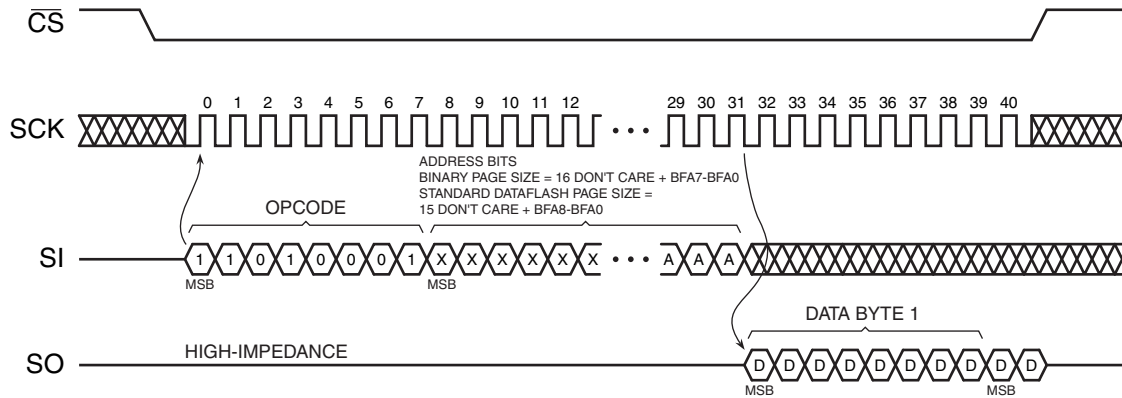 CS
SCK
0 1 2 3 4 5 6 7 8 9 10 11 12 29 30 31 32 33 34 35 36 37 38 39 40
ADDRESS BITS
BINARY PAGE SIZE = 16 DON'T CARE + BFA7-BFA0
STANDARD DATAFLASH PAGE SIZE =
15 DON'T CARE + BFA8-BFA0
OPCODE
SI
1 1 0 1 0 0 0 1 X X X X X X • • • A A A
MSB MSB
DATA BYTE 1
SO
HIGH-IMPEDANCE
D D D D D D D D D D
MSB MSB